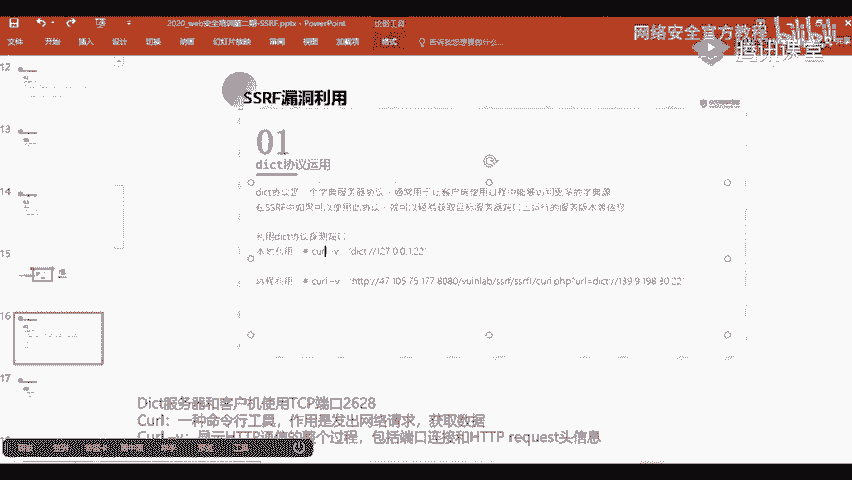 2020_web安全培训第二期-SSRF.pptx - PowerPoint
绘图工具
网络安全官方教程
腾讯课堂
文件 开始 插入 设计 切换 动画 幻灯片放映 审阅 视图 加载项 格式 告诉我您想要做什么...
12
13
14
15
16
17
SSRF漏洞利用
01
dict协议运用
dict协议是一个字典服务器协议,通常用于让客户端使用过程中能够访问更多的字典源
在SSRF中如果可以使用dict协议,就可以轻易获取目标服务器端口上运行的服务版本等信息
利用dict协议探测端口
本地利用 # curl -v 'dict://127.0.0.1:22'
远程利用 # curl -v 'http://47.105.76.177:8080/vulnlab/ssrf/ssrf1/curl.php?url=dict://139.9.198.30:22'
Dict服务器和客户机使用TCP端口2628
Curl:一种命令行工具,作用是发出网络请求,获取数据
Curl -v:显示HTTP通信的整个过程,包括端口连接和HTTP request头信息